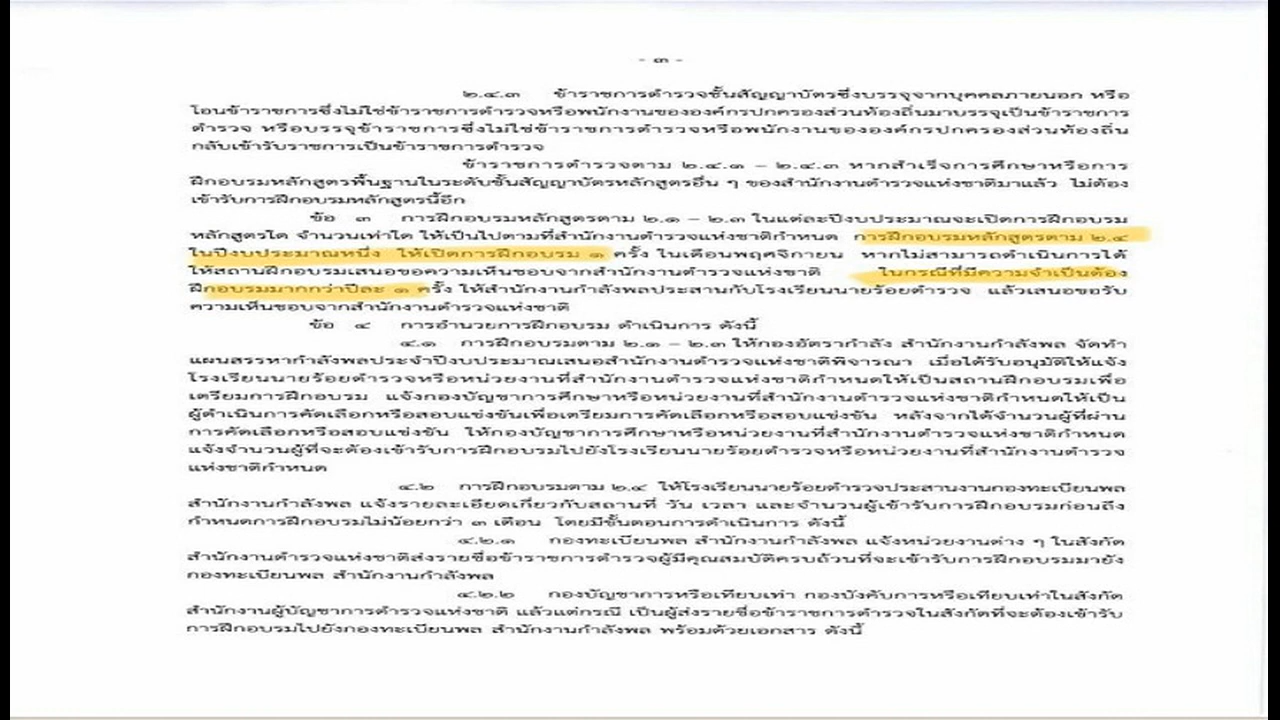 - ๓ -
๒.๔.๓ ข้าราชการตำรวจชั้นสัญญาบัตรซึ่งบรรจุจากบุคคลภายนอก หรือ
โอนข้าราชการซึ่งไม่ใช่ข้าราชการตำรวจหรือพนักงานขององค์กรปกครองส่วนท้องถิ่นมาบรรจุเป็นข้าราชการ
ตำรวจ หรือบรรจุข้าราชการซึ่งไม่ใช่ข้าราชการตำรวจหรือพนักงานขององค์กรปกครองส่วนท้องถิ่น
กลับเข้ารับราชการเป็นข้าราชการตำรวจ
ข้าราชการตำรวจตาม ๒.๔.๑ – ๒.๔.๓ หากสำเร็จการศึกษาหรือการ
ฝึกอบรมหลักสูตรพื้นฐานในระดับชั้นสัญญาบัตรหลักสูตรอื่น ๆ ของสำนักงานตำรวจแห่งชาติมาแล้ว ไม่ต้อง
เข้ารับการฝึกอบรมหลักสูตรนี้อีก
ข้อ ๓ การฝึกอบรมหลักสูตรตาม ๒.๑ – ๒.๓ ในแต่ละปีงบประมาณจะเปิดการฝึกอบรม
หลักสูตรใด จำนวนเท่าใด ให้เป็นไปตามที่สำนักงานตำรวจแห่งชาติกำหนด การฝึกอบรมหลักสูตรตาม ๒.๔
ในปีงบประมาณหนึ่ง ให้เปิดการฝึกอบรม ๑ ครั้ง ในเดือนพฤศจิกายน หากไม่สามารถดำเนินการได้
ให้สถานฝึกอบรมเสนอขอความเห็นชอบจากสำนักงานตำรวจแห่งชาติ ในกรณีที่มีความจำเป็นต้อง
ฝึกอบรมมากกว่าปีละ ๑ ครั้ง ให้สำนักงานกำลังพลประสานกับโรงเรียนนายร้อยตำรวจ แล้วเสนอขอรับ
ความเห็นชอบจากสำนักงานตำรวจแห่งชาติ
ข้อ ๔ การอำนวยการฝึกอบรม ดำเนินการ ดังนี้
๔.๑ การฝึกอบรมตาม ๒.๑ – ๒.๓ ให้กองอัตรากำลัง สำนักงานกำลังพล จัดทำ
แผนสรรหากำลังพลประจำปีงบประมาณเสนอสำนักงานตำรวจแห่งชาติพิจารณา เมื่อได้รับอนุมัติให้แจ้ง
โรงเรียนนายร้อยตำรวจหรือหน่วยงานที่สำนักงานตำรวจแห่งชาติกำหนดให้เป็นสถานฝึกอบรมเพื่อ
เตรียมการฝึกอบรม แจ้งกองบัญชาการศึกษาหรือหน่วยงานที่สำนักงานตำรวจแห่งชาติกำหนดให้เป็น
ผู้ดำเนินการคัดเลือกหรือสอบแข่งขันเพื่อเตรียมการคัดเลือกหรือสอบแข่งขัน หลังจากได้จำนวนผู้ที่ผ่าน
การคัดเลือกหรือสอบแข่งขัน ให้กองบัญชาการศึกษาหรือหน่วยงานที่สำนักงานตำรวจแห่งชาติกำหนด
แจ้งจำนวนผู้ที่จะต้องเข้ารับการฝึกอบรมไปยังโรงเรียนนายร้อยตำรวจหรือหน่วยงานที่สำนักงานตำรวจ
แห่งชาติกำหนด
๔.๒ การฝึกอบรมตาม ๒.๔ ให้โรงเรียนนายร้อยตำรวจประสานงานกองทะเบียนพล
สำนักงานกำลังพล แจ้งรายละเอียดเกี่ยวกับสถานที่ วัน เวลา และจำนวนผู้เข้ารับการฝึกอบรมก่อนถึง
กำหนดการฝึกอบรมไม่น้อยกว่า ๓ เดือน โดยมีขั้นตอนการดำเนินการ ดังนี้
๔.๒.๑ กองทะเบียนพล สำนักงานกำลังพล แจ้งหน่วยงานต่าง ๆ ในสังกัด
สำนักงานตำรวจแห่งชาติส่งรายชื่อข้าราชการตำรวจผู้มีคุณสมบัติครบถ้วนที่จะเข้ารับการฝึกอบรมมายัง
กองทะเบียนพล สำนักงานกำลังพล
๔.๒.๒ กองบัญชาการหรือเทียบเท่า กองบังคับการหรือเทียบเท่าในสังกัด
สำนักงานผู้บัญชาการตำรวจแห่งชาติ แล้วแต่กรณี เป็นผู้ส่งรายชื่อข้าราชการตำรวจในสังกัดที่จะต้องเข้ารับ
การฝึกอบรมไปยังกองทะเบียนพล สำนักงานกำลังพล พร้อมด้วยเอกสาร ดังนี้